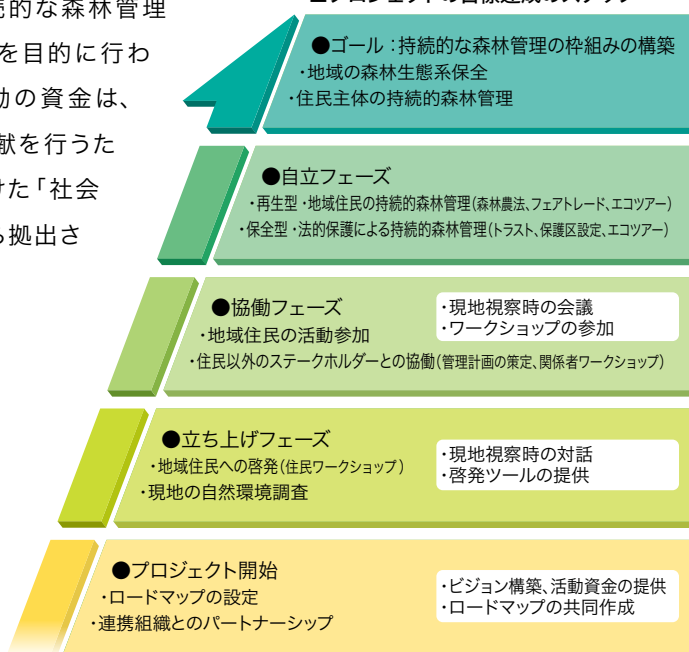 続的な森林管理
を目的に行わ
動の資金は、
献を行うた
けた「社会
ら拠出さ
●ゴール：持続的な森林管理の枠組みの構築
・地域の森林生態系保全
・住民主体の持続的森林管理
●自立フェーズ
・再生型・地域住民の持続的森林管理(森林農法、フェアトレード、エコツアー)
・保全型・法的保護による持続的森林管理(トラスト、保護区設定、エコツアー)
●協働フェーズ
・地域住民の活動参加
・住民以外のステークホルダーとの協働(管理計画の策定、関係者ワークショップ)
・現地視察時の会議
・ワークショップの参加
●立ち上げフェーズ
・地域住民への啓発(住民ワークショップ)
・現地の自然環境調査
・現地視察時の対話
・啓発ツールの提供
●プロジェクト開始
・ロードマップの設定
・連携組織とのパートナーシップ
・ビジョン構築、活動資金の提供
・ロードマップの共同作成